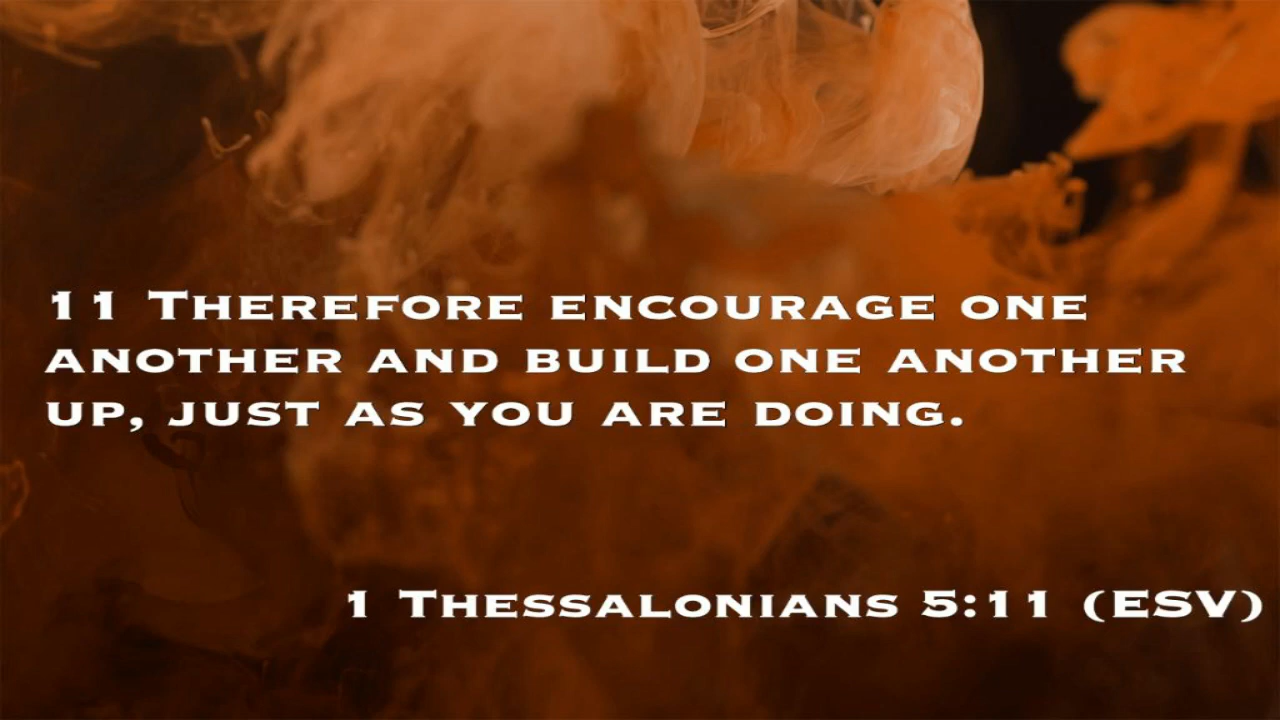 11 Therefore encourage one
another and build one another
up, just as you are doing.
1 Thessalonians 5:11 (ESV)